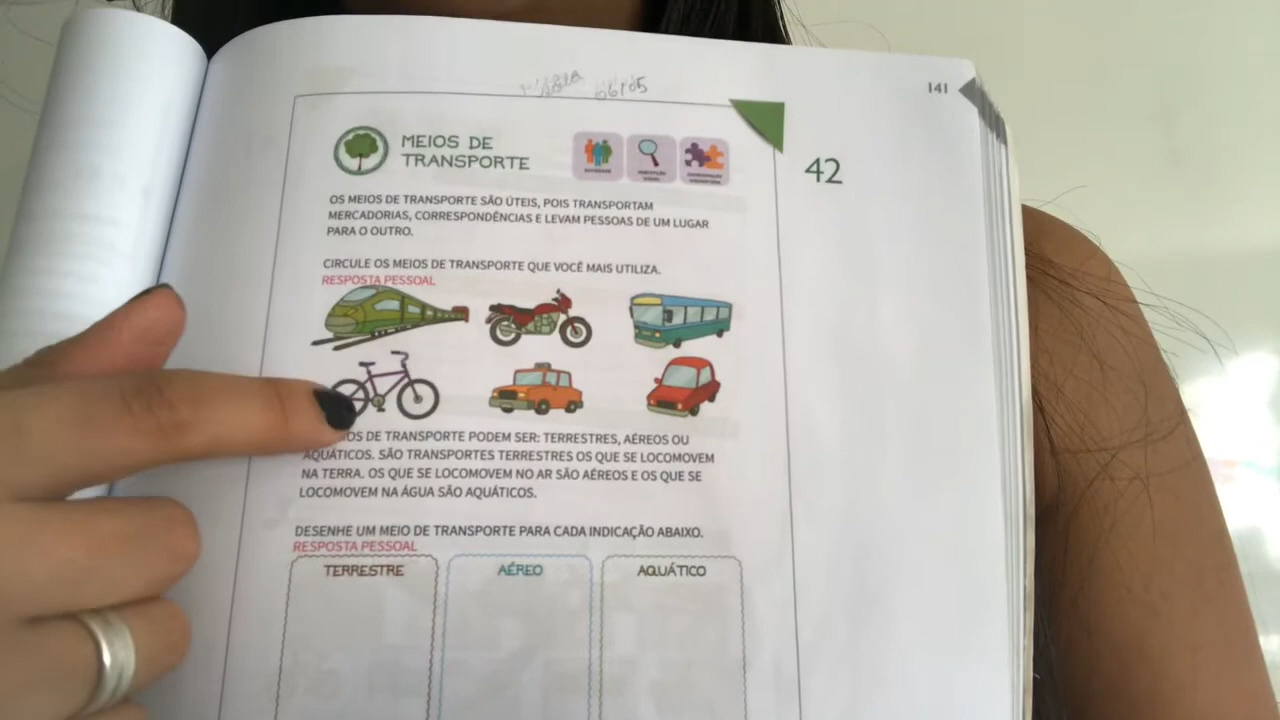 141
06105
MEIOS DE
TRANSPORTE
42
OS MEIOS DE TRANSPORTE SÃO ÚTEIS, POIS TRANSPORTAM
MERCADORIAS, CORRESPONDÊNCIAS E LEVAM PESSOAS DE UM LUGAR
PARA O OUTRO.
CIRCULE OS MEIOS DE TRANSPORTE QUE VOCÊ MAIS UTILIZA.
RESPOSTA PESSOAL
DE TRANSPORTE PODEM SER: TERRESTRES, AÉREOS OU
AQUÁTICOS. SÃO TRANSPORTES TERRESTRES OS QUE SE LOCOMOVEM
NA TERRA. OS QUE SE LOCOMOVEM NO AR SÃO AÉREOS E OS QUE SE
LOCOMOVEM NA ÁGUA SÃO AQUÁTICOS.
DESENHE UM MEIO DE TRANSPORTE PARA CADA INDICAÇÃO ABAIXO.
RESPOSTA PESSOAL
TERRESTRE AÉREO AQUÁTICO